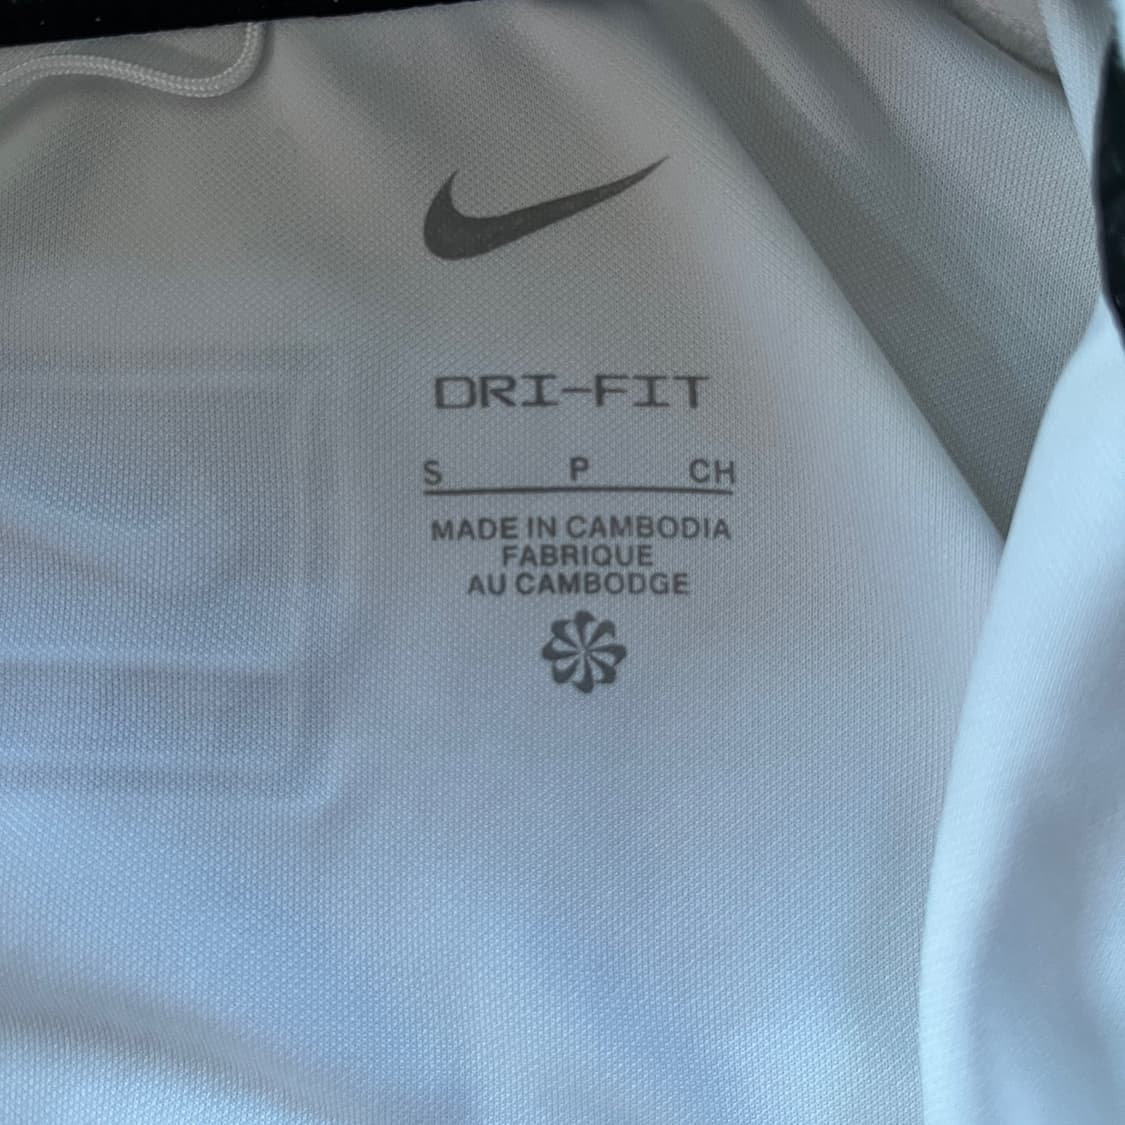 DRI-FIT
S P CH
MADE IN CAMBODIA
FABRIQUE
AU CAMBODGE